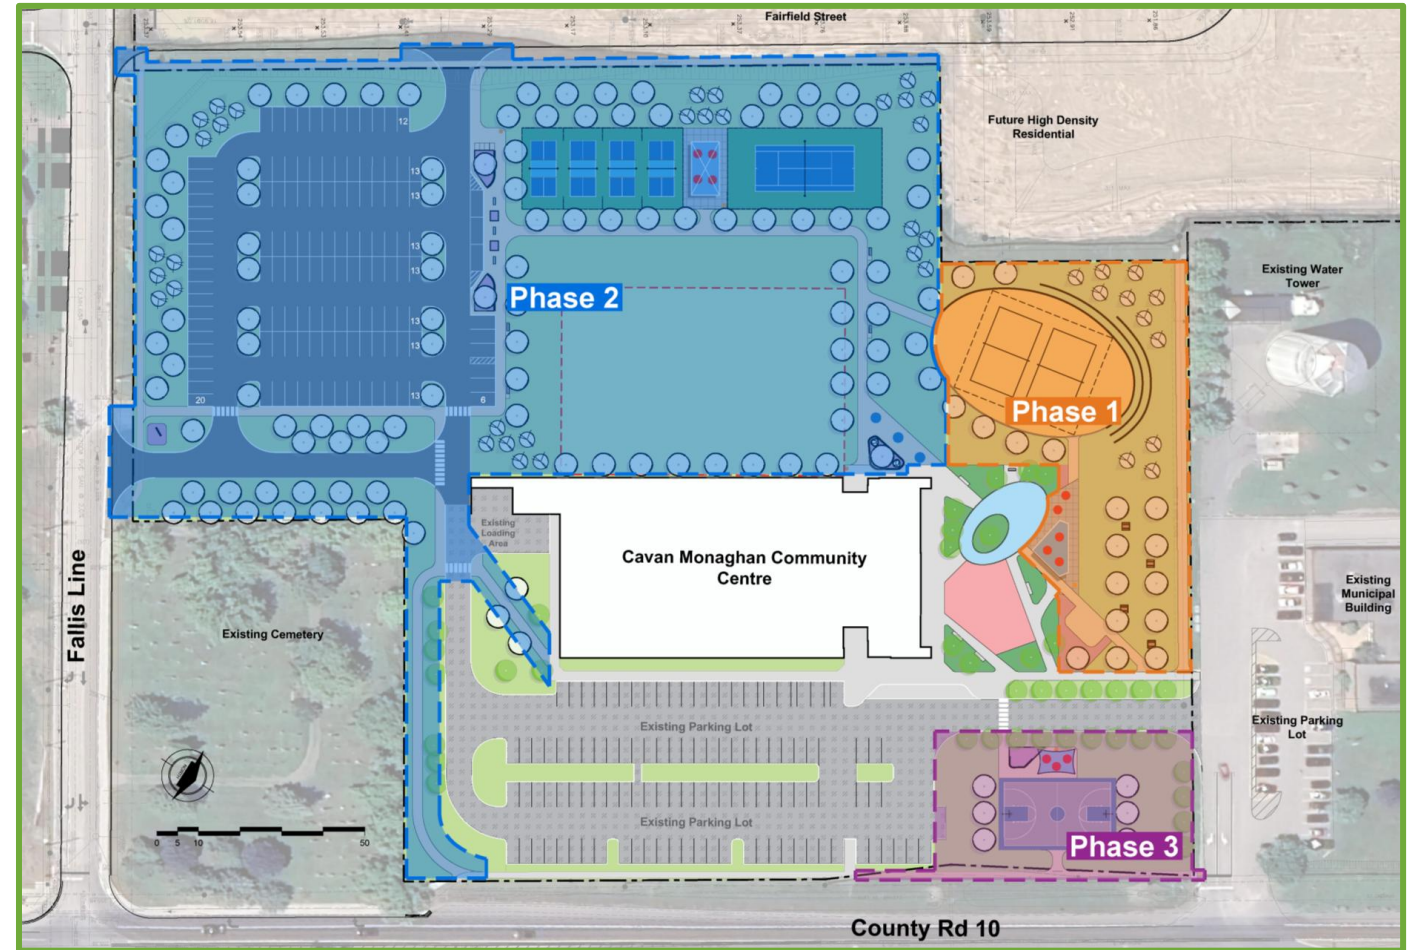 Fairfield Street
Future High Density
Residential
12
13
13
Existing Water
Tower
13
13
Phase 2
13
13
13
20
6
Phase 1
Existing
Loading
Area
Cavan Monaghan Community
Centre
Fallis Line
Existing Cemetery
Existing
Municipal
Building
Existing Parking Lot
Existing Parking
Lot
Existing Parking Lot
0 5 10 50
Phase 3
County Rd 10